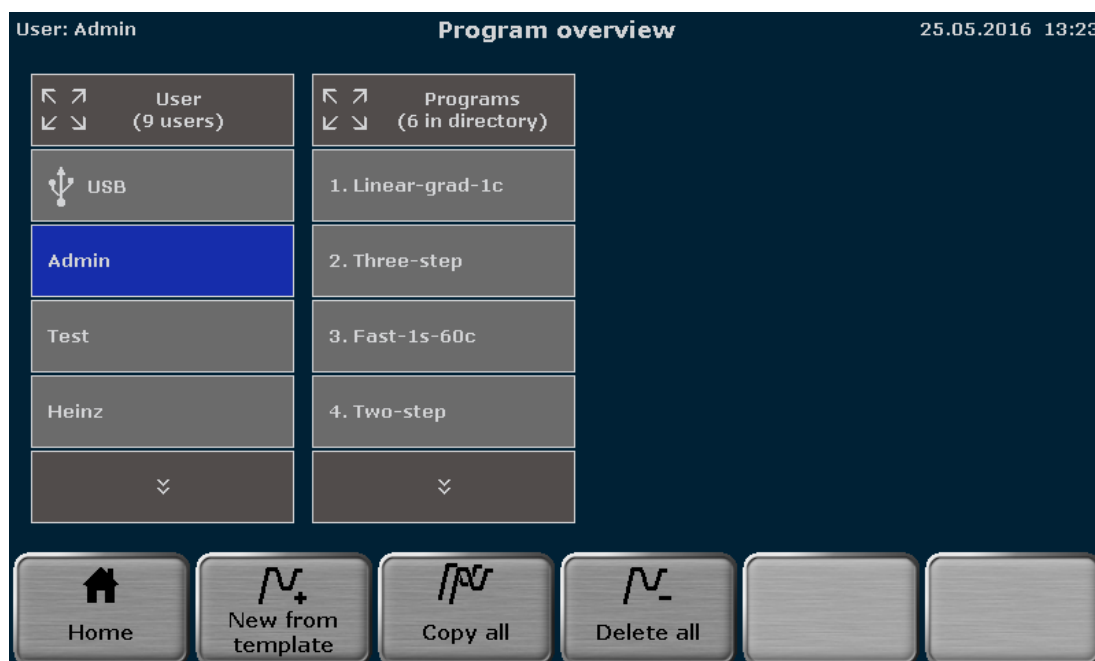 User: Admin
Program overview
25.05.2016 13:23
User
(9 users)
Programs
(6 in directory)
USB
1. Linear-grad-1c
Admin
2. Three-step
Test
3. Fast-1s-60c
Heinz
4. Two-step
Home
New from
template
Copy all
Delete all